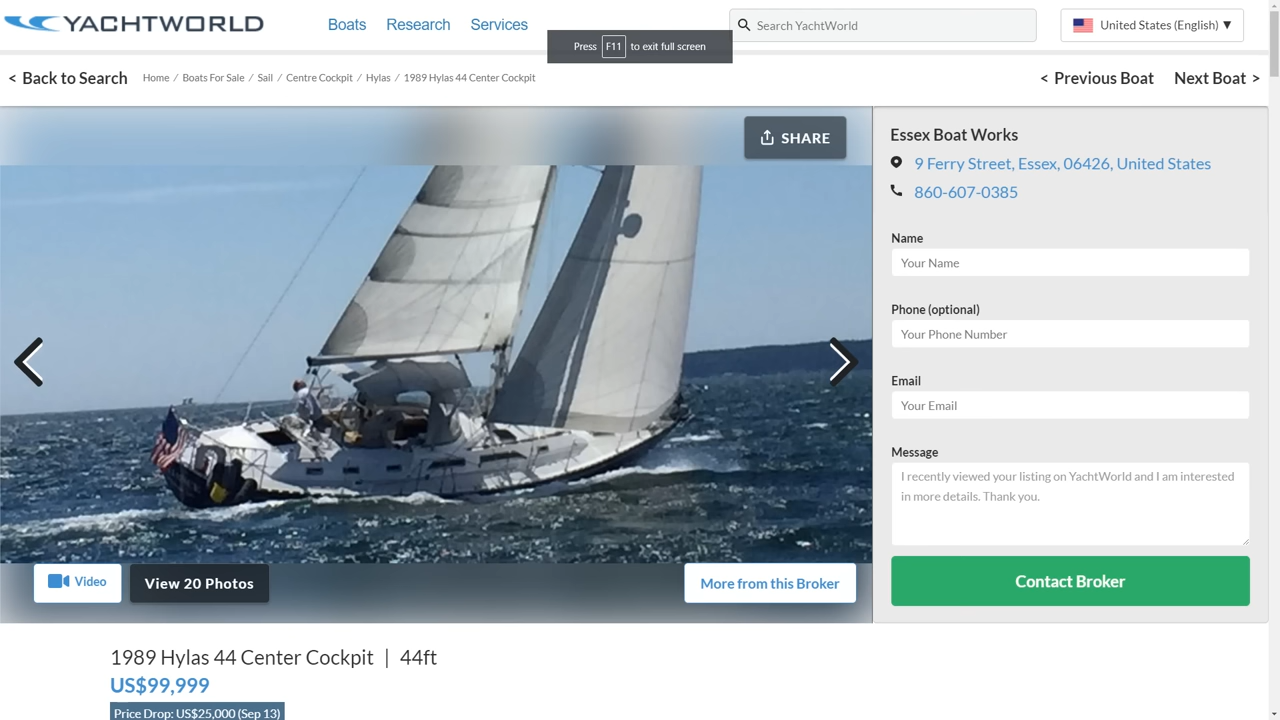 YACHTWORLD
Boats Research Services
Search YachtWorld
United States (English) ▼
Press F11 to exit full screen
< Back to Search
Home / Boats For Sale / Sail / Centre Cockpit / Hylas / 1989 Hylas 44 Center Cockpit
< Previous Boat Next Boat >
SHARE
Video
View 20 Photos
More from this Broker
Essex Boat Works
9 Ferry Street, Essex, 06426, United States
860-607-0385
Name
Your Name
Phone (optional)
Your Phone Number
Email
Your Email
Message
I recently viewed your listing on YachtWorld and I am interested
in more details. Thank you.
Contact Broker
1989 Hylas 44 Center Cockpit | 44ft
US$99,999
Price Drop: US$25,000 (Sep 13)